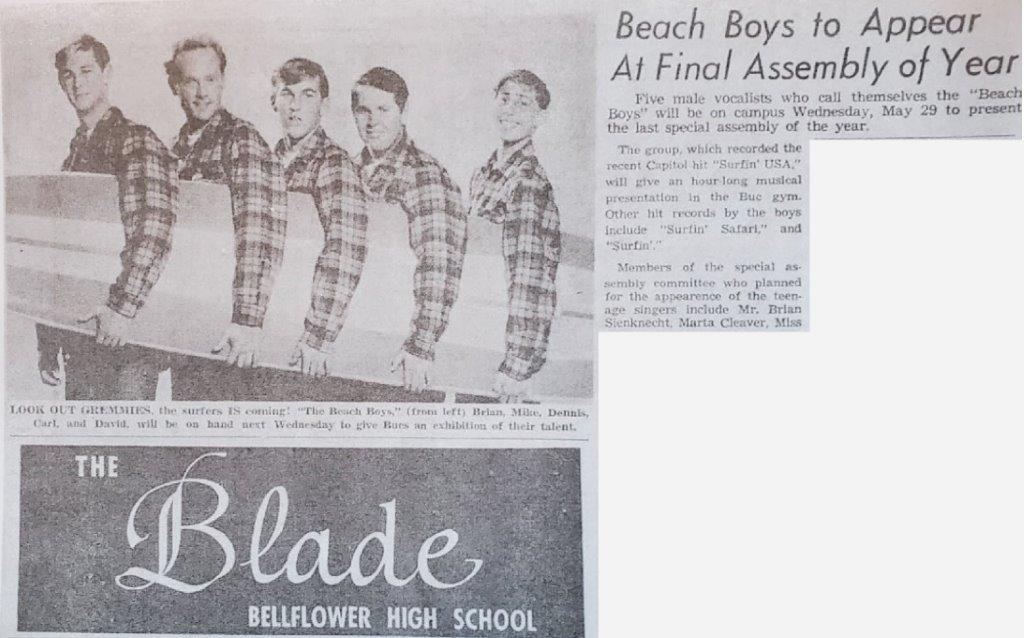 Beach Boys to Appear
At Final Assembly of Year
Five male vocalists who call themselves the "Beach
Boys" will be on campus Wednesday, May 29 to present
the last special assembly of the year.
The group, which recorded the
recent Capitol hit "Surfin' USA,"
will give an hour-long musical
presentation in the Buc gym.
Other hit records by the boys
include "Surfin' Safari," and
"Surfin'."
Members of the special as-
sembly committee who planned
for the appearence of the teen-
age singers include Mr. Brian
Sienknecht, Marta Cleaver, Miss
LOOK OUT GREMMIES, the surfers IS coming! "The Beach Boys," (from left) Brian, Mike, Dennis,
Carl, and David, will be on hand next Wednesday to give Bucs an exhibition of their talent.
THE
Blade
BELLFLOWER HIGH SCHOOL